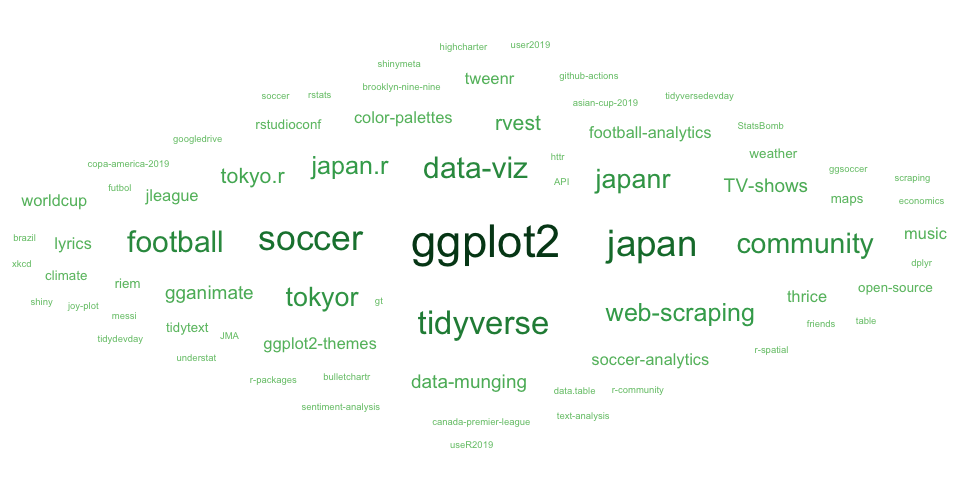 highcharter
user2019
shinymeta
tweenr
github-actions
brooklyn-nine-nine
soccer
rstats
asian-cup-2019
tidyversedevday
rstudioconf
color-palettes
rvest
football-analytics
StatsBomb
googledrive
copa-america-2019
tokyo.r
japan.r
data-viz
httr
API
japanr
weather
TV-shows
ggsoccer
scraping
futbol
worldcup
jleague
maps
economics
brazil
lyrics
football
soccer
ggplot2
japan
community
music
xkcd
climate
riem
dplyr
shiny
joy-plot
gganimate
tokyor
gt
thrice
open-source
messi
tidytext
JMA
tidyverse
web-scraping
friends
table
tidydevday
understat
ggplot2-themes
soccer-analytics
r-spatial
r-packages
bulletchartr
data-munging
data.table
r-community
sentiment-analysis
canada-premier-league
text-analysis
useR2019